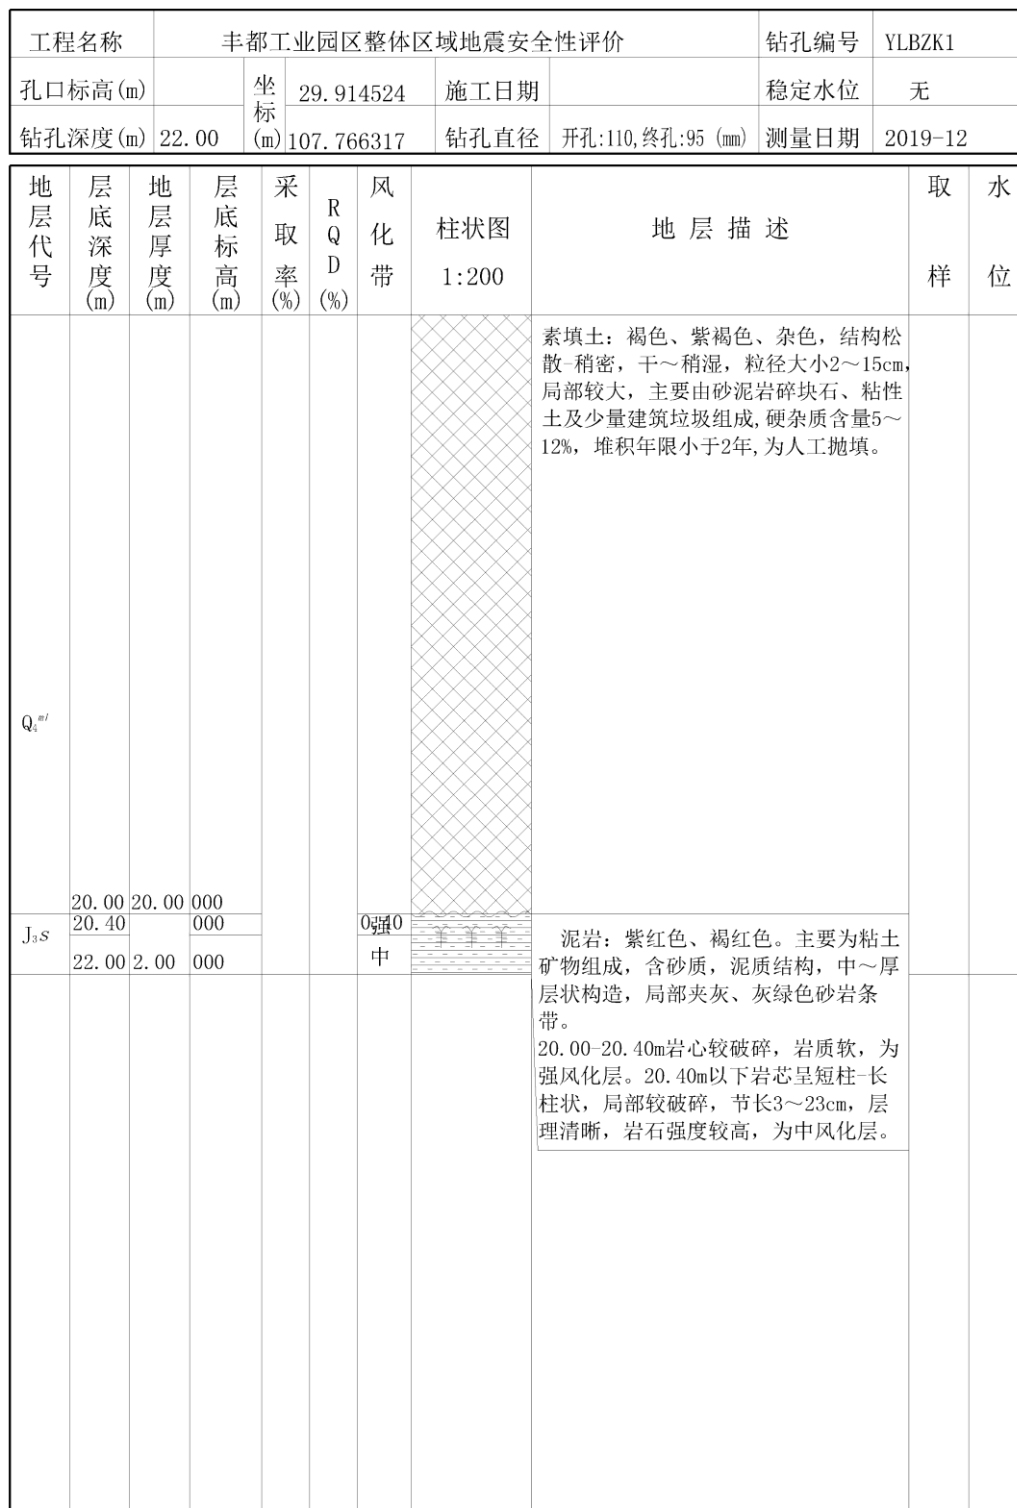 工程名称 丰都工业园区整体区域地震安全性评价 钻孔编号 YLBZK1
孔口标高(m) 坐标(m) 29.914524 施工日期 稳定水位 无
钻孔深度(m) 22.00 107.766317 钻孔直径 开孔:110,终孔:95 (mm) 测量日期 2019-12
地层代号 层底深度(m) 地层厚度(m) 层底标高(m) 采取率(%) RQD(%) 风化带 柱状图 1:200 地层描述 取样 水位
素填土：褐色、紫褐色、杂色，结构松
散-稍密，干～稍湿，粒径大小2～15cm，
局部较大，主要由砂泥岩碎块石、粘性
土及少量建筑垃圾组成,硬杂质含量5～
12%，堆积年限小于2年,为人工抛填。
Q₄ᵐˡ
20.00 20.00 000
J₃s 20.40 000 强 0.40
22.00 2.00 000 中
泥岩：紫红色、褐红色。主要为粘土
矿物组成，含砂质，泥质结构，中～厚
层状构造，局部夹灰、灰绿色砂岩条
带。
20.00-20.40m岩心较破碎，岩质软，为
强风化层。20.40m以下岩芯呈短柱-长
柱状，局部较破碎，节长3～23cm，层
理清晰，岩石强度较高，为中风化层。